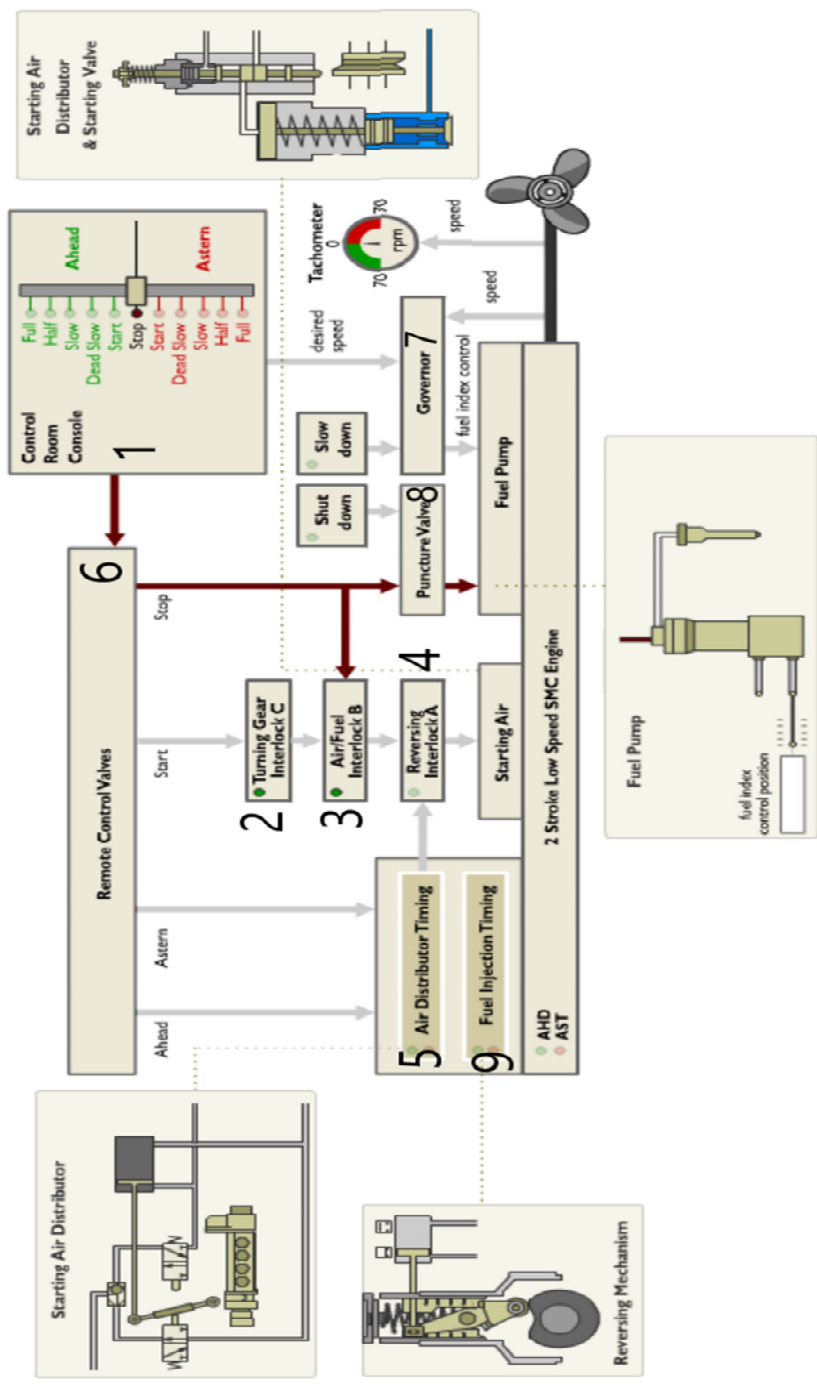 Starting Air Distributor
Ahead
Astern
Remote Control Valves
6
Start
Stop
Control
Room
Console
1
Full
Half
Slow
Dead Slow
Start
Stop
Start
Dead Slow
Slow
Half
Full
Ahead
Astern
Starting Air
Distributor
& Starting Valve
2
Turning Gear
Interlock C
3
Air/Fuel
Interlock B
4
Reversing
Interlock A
Shut
down
Slow
down
desired
speed
Puncture Valve
8
Governor
7
Tachometer
0
70
70
rpm
speed
speed
fuel index control
5
Air Distributor Timing
9
Fuel Injection Timing
Starting Air
Fuel Pump
AHD
AST
2 Stroke Low Speed SMC Engine
Reversing Mechanism
Fuel Pump
fuel index
control position